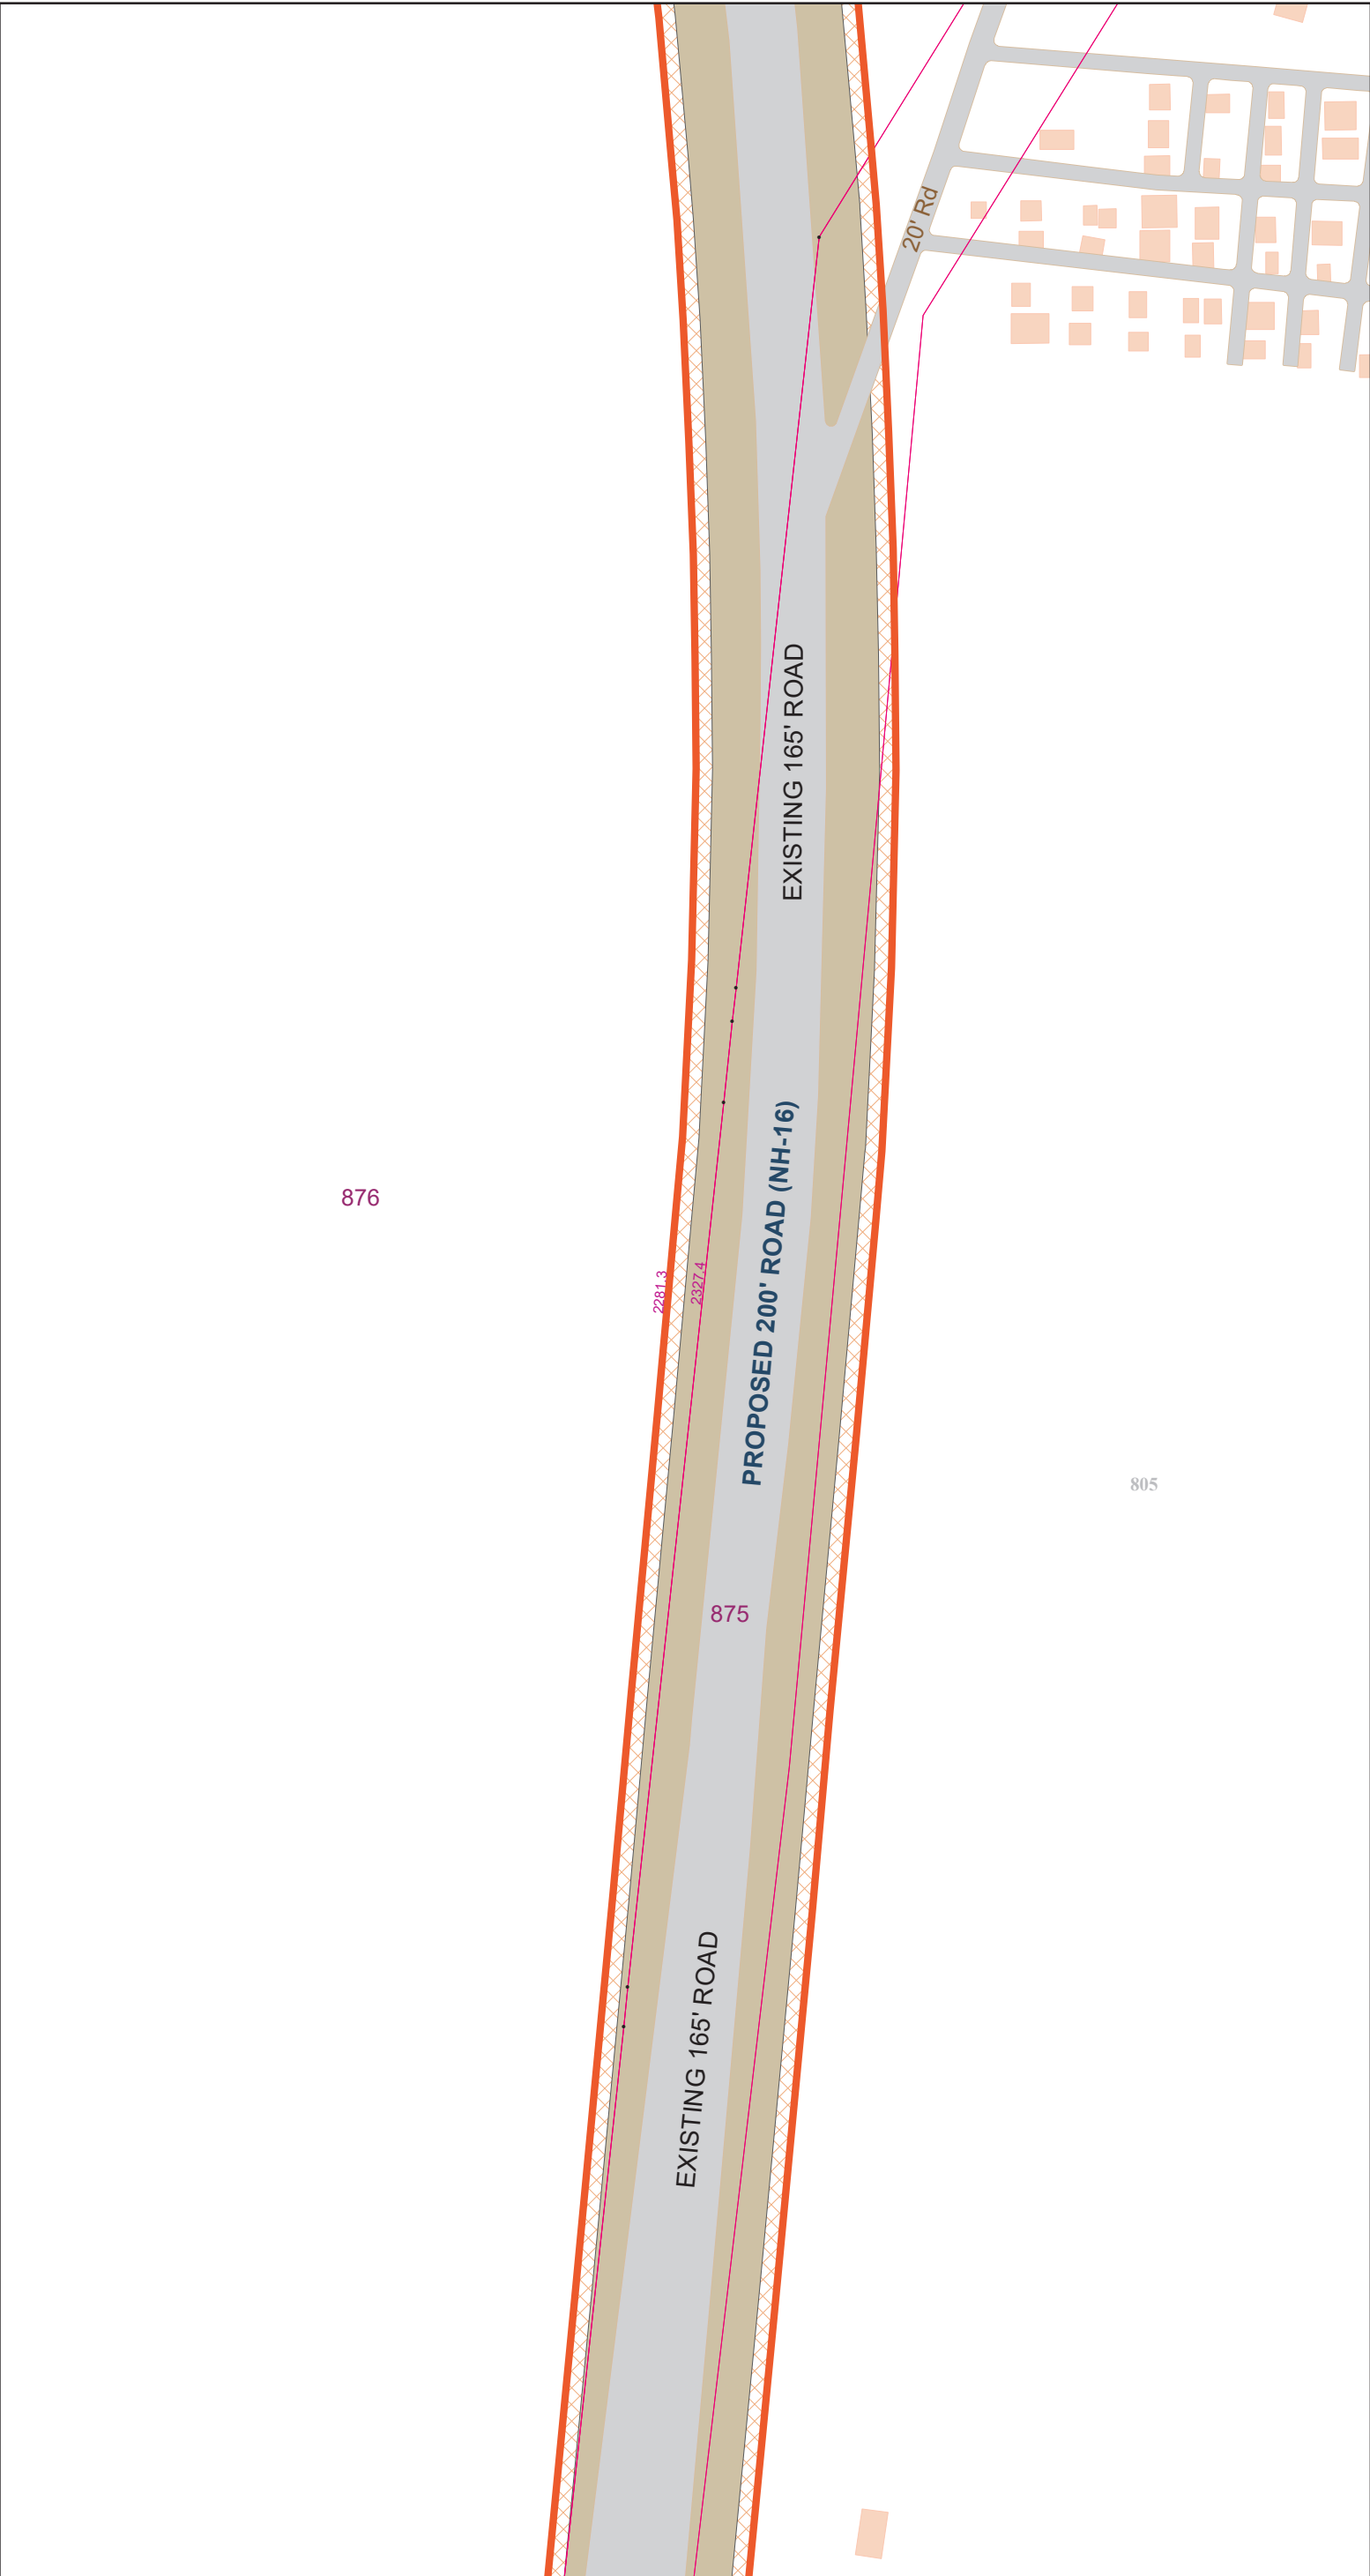 20' Rd
EXISTING 165' ROAD
PROPOSED 200' ROAD (NH-16)
876
2281.3
2327.4
805
875
EXISTING 165' ROAD